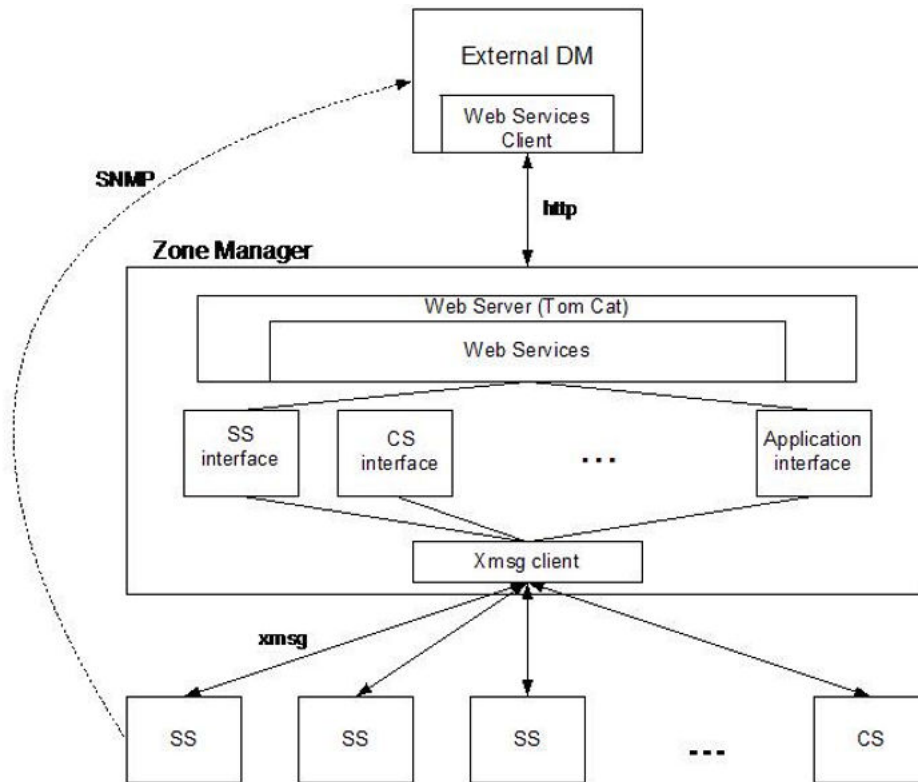 External DM
Web Services
Client
SNMP
http
Zone Manager
Web Server (Tom Cat)
Web Services
SS
interface
CS
interface
...
Application
interface
Xmsg client
xmsg
SS
SS
SS
...
CS